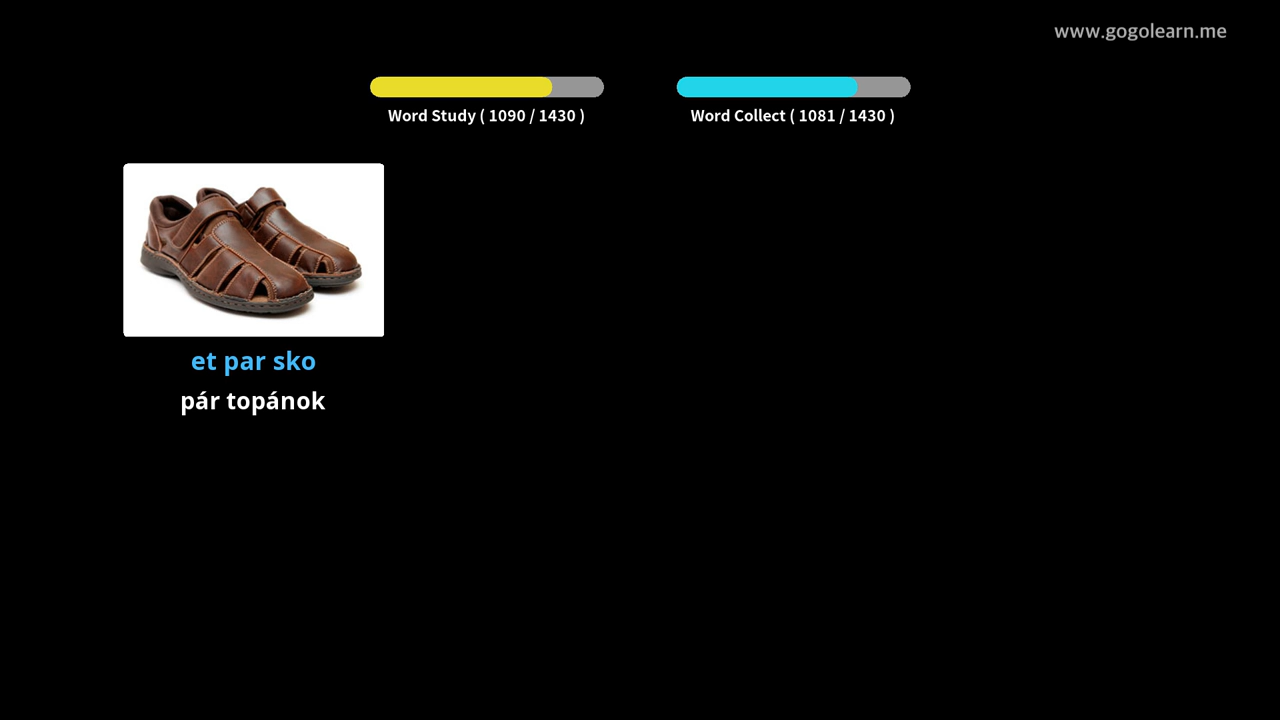 www.gogolearn.me
Word Study ( 1090 / 1430 )
Word Collect ( 1081 / 1430 )
et par sko
pár topánok